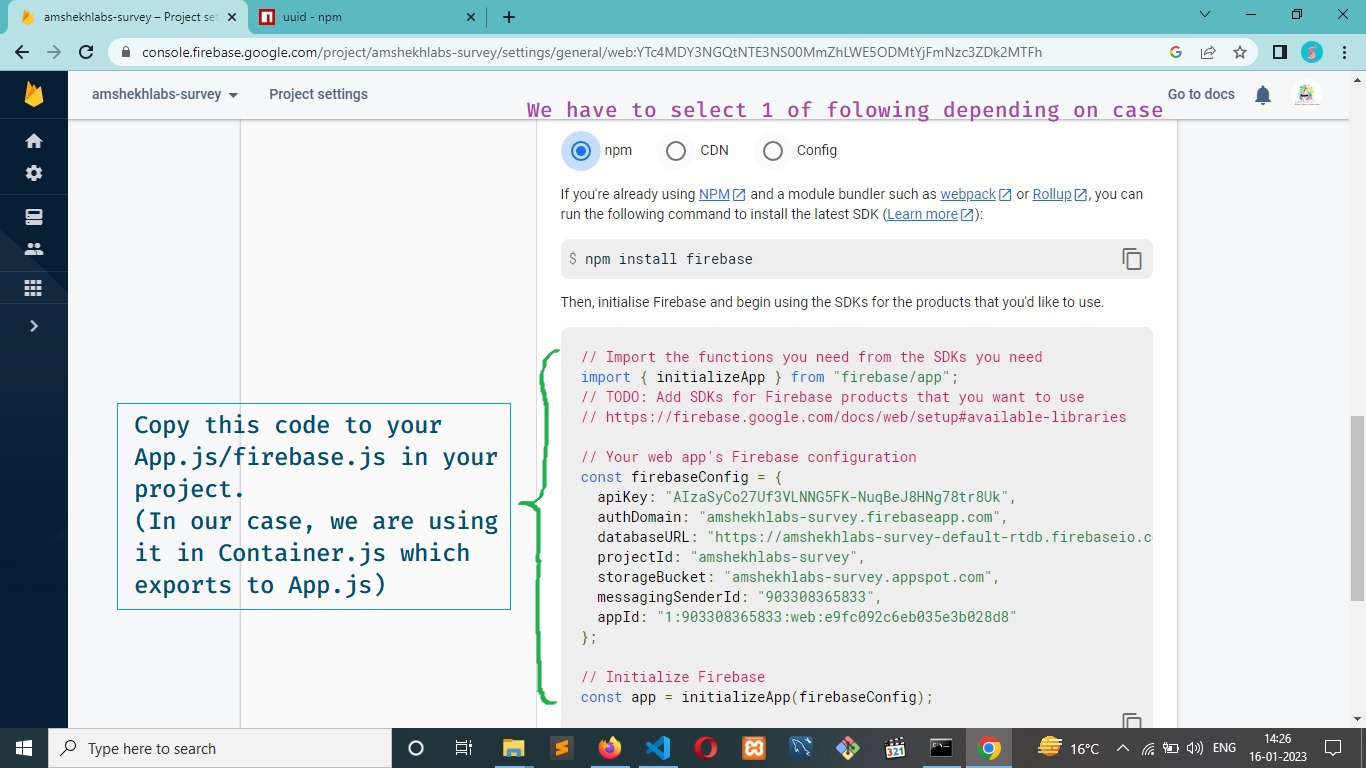 amshekhlabs-survey – Project set
uuid - npm
console.firebase.google.com/project/amshekhlabs-survey/settings/general/web:YTc4MDY3NGQtNTE3NS00MmZhLWE5ODMtYjFmNzc3ZDk2MTFh
amshekhlabs-survey
Project settings
Go to docs
We have to select 1 of folowing depending on case
npm
CDN
Config
If you're already using NPM and a module bundler such as webpack or Rollup, you can
run the following command to install the latest SDK (Learn more):
$ npm install firebase
Then, initialise Firebase and begin using the SDKs for the products that you'd like to use.
// Import the functions you need from the SDKs you need
import { initializeApp } from "firebase/app";
// TODO: Add SDKs for Firebase products that you want to use
// https://firebase.google.com/docs/web/setup#available-libraries
// Your web app's Firebase configuration
const firebaseConfig = {
apiKey: "AIzaSyCo27Uf3VLNNG5FK-NuqBeJ8HNg78tr8Uk",
authDomain: "amshekhlabs-survey.firebaseapp.com",
databaseURL: "https://amshekhlabs-survey-default-rtdb.firebaseio.c
projectId: "amshekhlabs-survey",
storageBucket: "amshekhlabs-survey.appspot.com",
messagingSenderId: "903308365833",
appId: "1:903308365833:web:e9fc092c6eb035e3b028d8"
};
// Initialize Firebase
const app = initializeApp(firebaseConfig);
Copy this code to your
App.js/firebase.js in your
project.
(In our case, we are using
it in Container.js which
exports to App.js)
Type here to search
321
16°C
ENG
14:26
16-01-2023